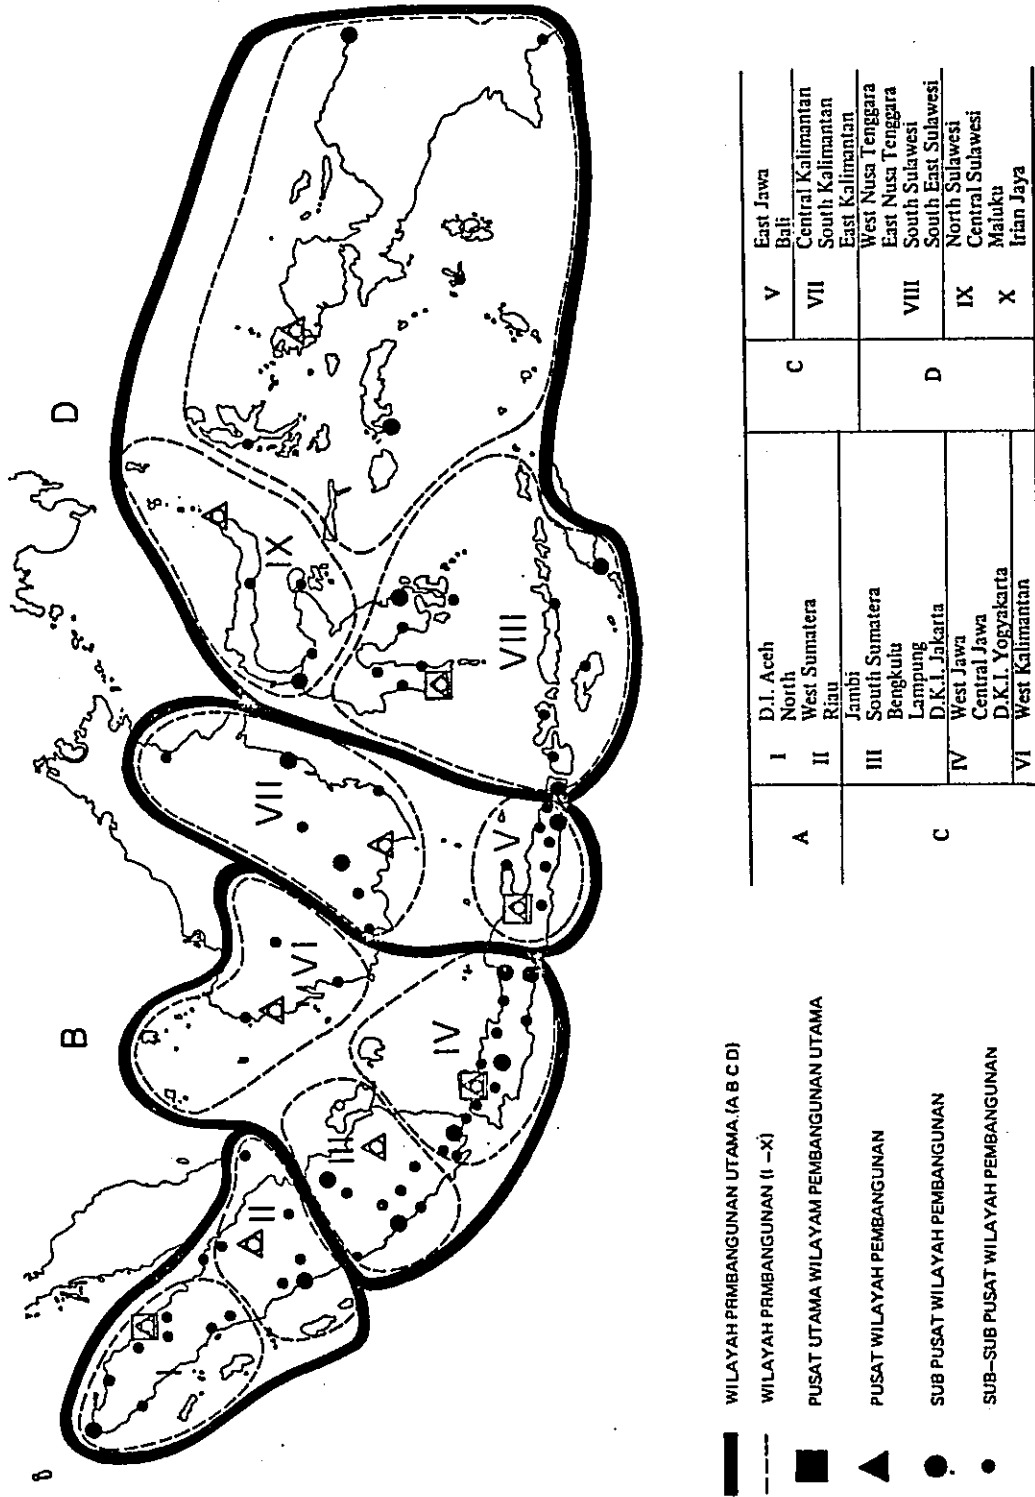 B
D
II
III
IV
VI
VII
V
IX
VIII
WILAYAH PRMBANGUNAN UTAMA.(A B C D)
WILAYAH PRMBANGUNAN (I –X)
PUSAT UTAMA WILAYAM PEMBANGUNAN UTAMA
PUSAT WILAYAH PEMBANGUNAN
SUB PUSAT WILAYAH PEMBANGUNAN
SUB–SUB PUSAT WILAYAH PEMBANGUNAN
A
I D.I. Aceh
North
II West Sumatera
Riau
C
III Jambi
South Sumatera
Bengkulu
Lampung
D.K.I. Jakarta
IV West Jawa
Central Jawa
D.K.I. Yogyakarta
VI West Kalimantan
C
V East Jawa
Bali
VII Central Kalimantan
South Kalimantan
East Kalimantan
D
West Nusa Tenggara
East Nusa Tenggara
VIII South Sulawesi
South East Sulawesi
IX North Sulawesi
Central Sulawesi
X Maluku
Irian Jaya